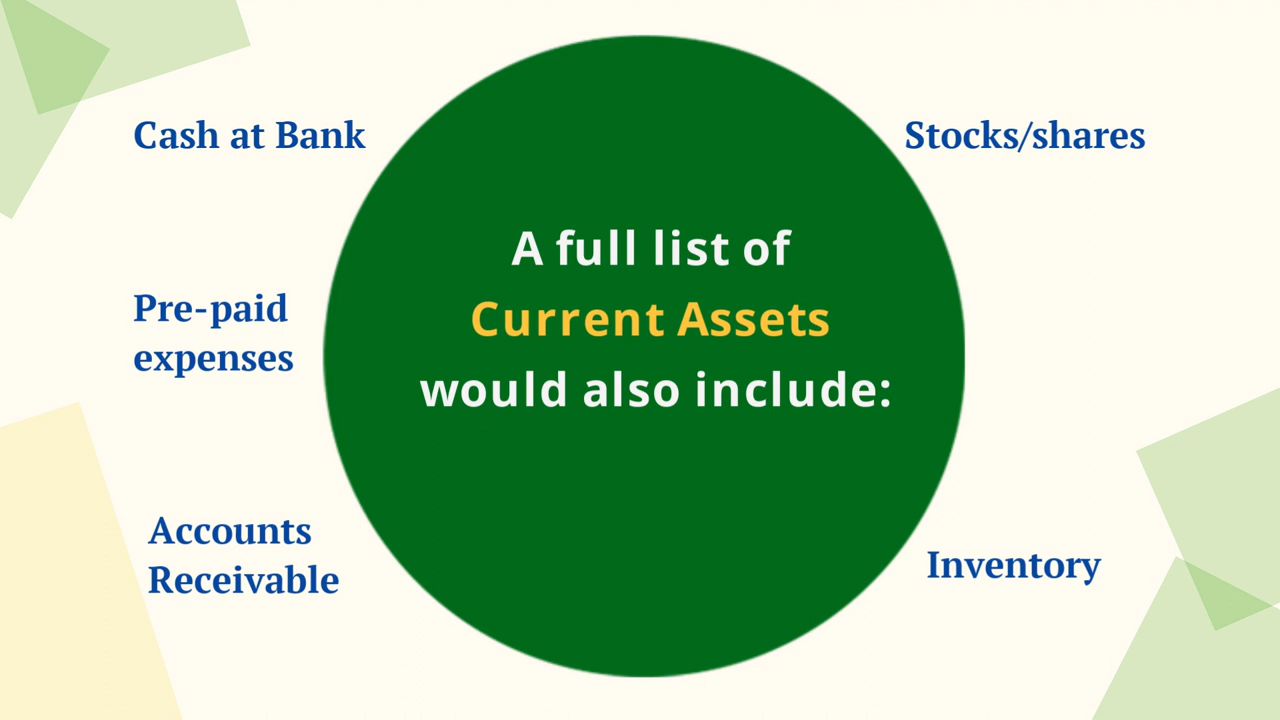 A full list of
Current Assets
would also include:
Cash at Bank
Pre-paid
expenses
Accounts
Receivable
Stocks/shares
Inventory